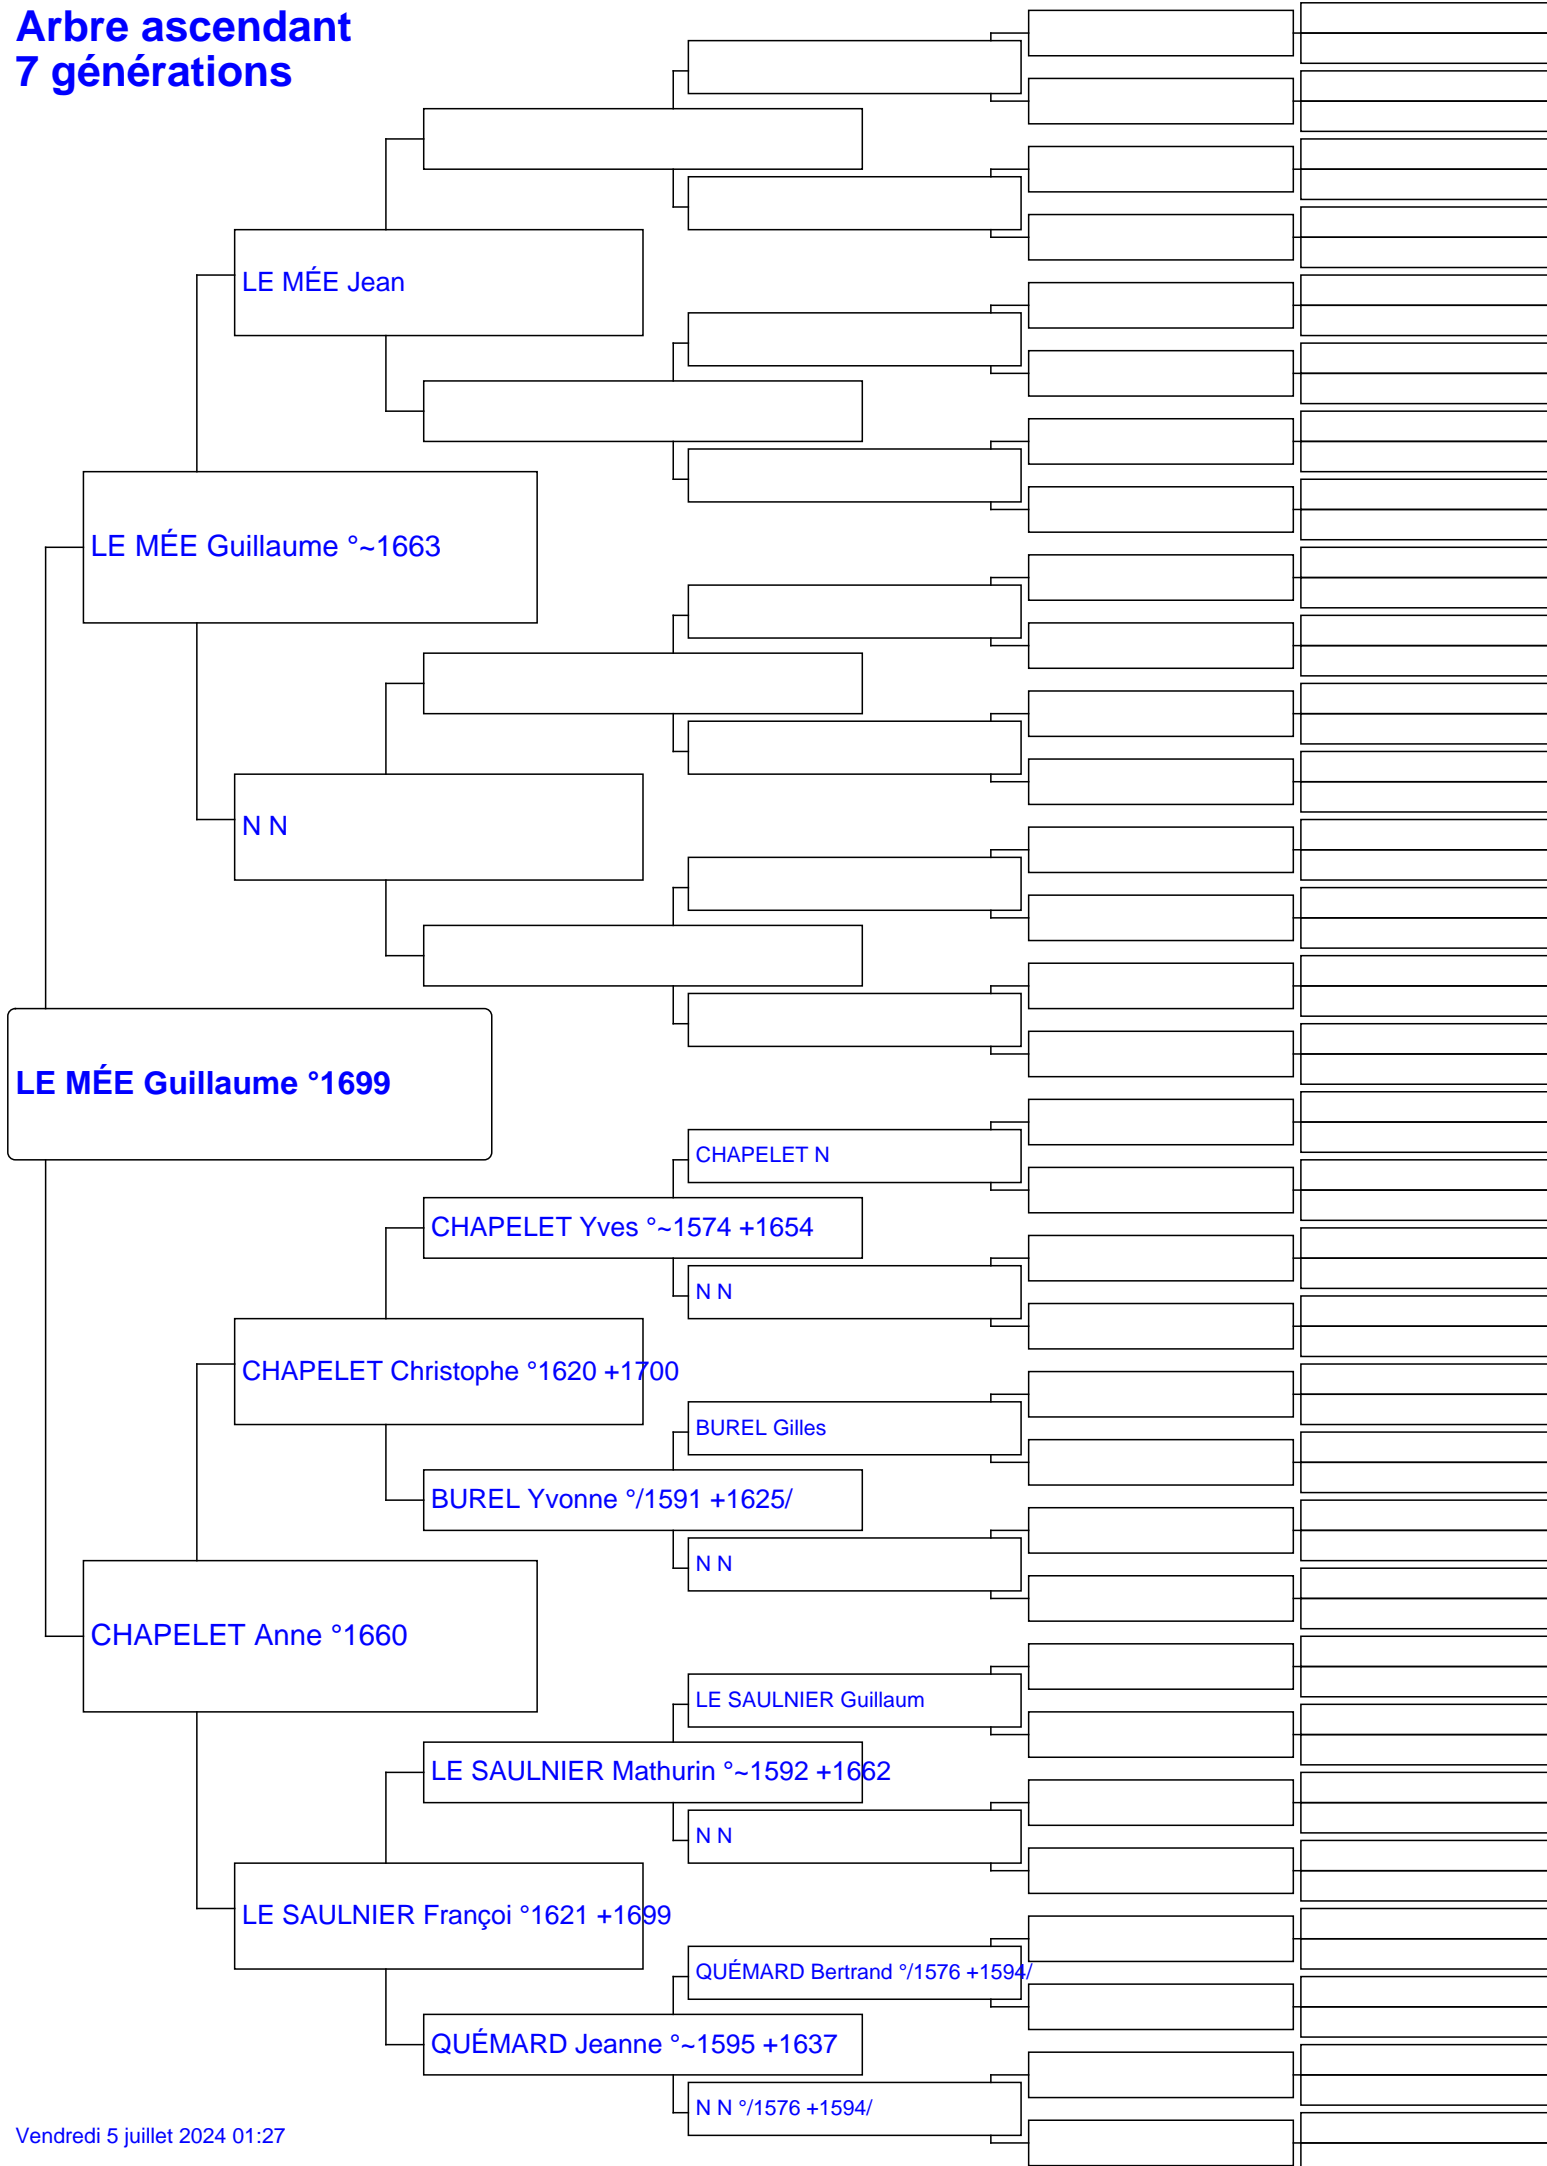 Arbre ascendant
7 générations
LE MÉE Jean
LE MÉE Guillaume °~1663
N N
LE MÉE Guillaume °1699
CHAPELET N
CHAPELET Yves °~1574 +1654
N N
CHAPELET Christophe °1620 +1700
BUREL Gilles
BUREL Yvonne °/1591 +1625/
N N
CHAPELET Anne °1660
LE SAULNIER Guillaum
LE SAULNIER Mathurin °~1592 +1662
N N
LE SAULNIER Françoi °1621 +1699
QUÉMARD Bertrand °/1576 +1594/
QUÉMARD Jeanne °~1595 +1637
N N °/1576 +1594/
Vendredi 5 juillet 2024 01:27